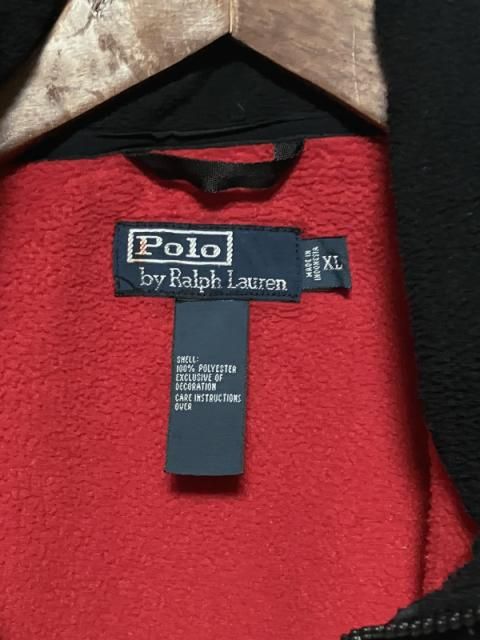 Polo
by Ralph Lauren
MADE IN
INDONESIA
XL
SHELL:
100% POLYESTER
EXCLUSIVE OF
DECORATION
CARE INSTRUCTIONS
OVER